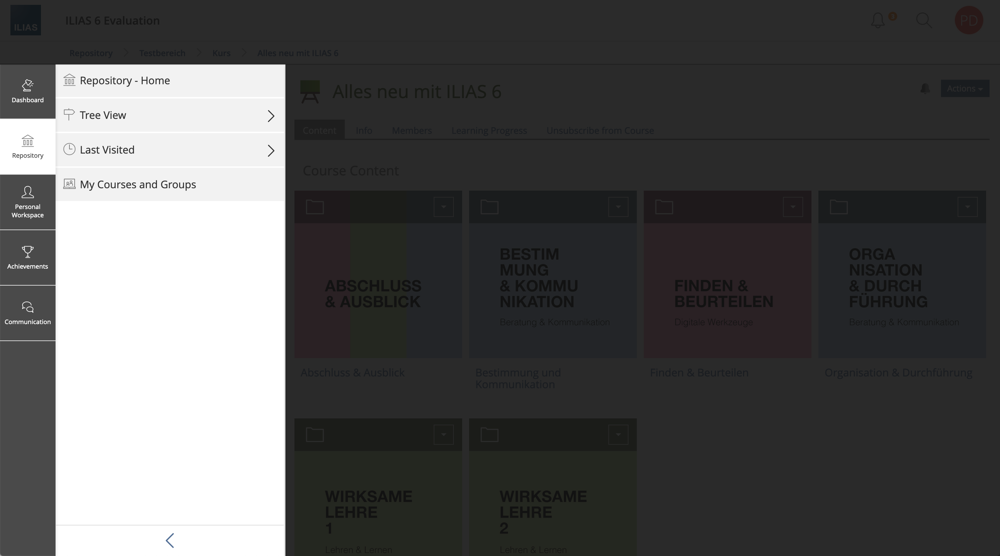 ILIAS
ILIAS 6 Evaluation
3
PD
Repository
Testbereich
Kurs
Alles neu mit ILIAS 6
Dashboard
Repository
Personal
Workspace
Achievements
Communication
Repository - Home
Tree View
Last Visited
My Courses and Groups
Alles neu mit ILIAS 6
Actions
Content
Info
Members
Learning Progress
Unsubscribe from Course
Course Content
ABSCHLUSS
& AUSBLICK
Abschluss & Ausblick
BESTIM
MUNG
& KOMMU
NIKATION
Beratung & Kommunikation
Bestimmung und
Kommunikation
FINDEN &
BEURTEILEN
Digitale Werkzeuge
Finden & Beurteilen
ORGA
NISATION
& DURCH
FÜHRUNG
Beratung & Kommunikation
Organisation & Durchführung
WIRKSAME
LEHRE
1
Lehren & Lernen
WIRKSAME
LEHRE
2
Lehren & Lernen